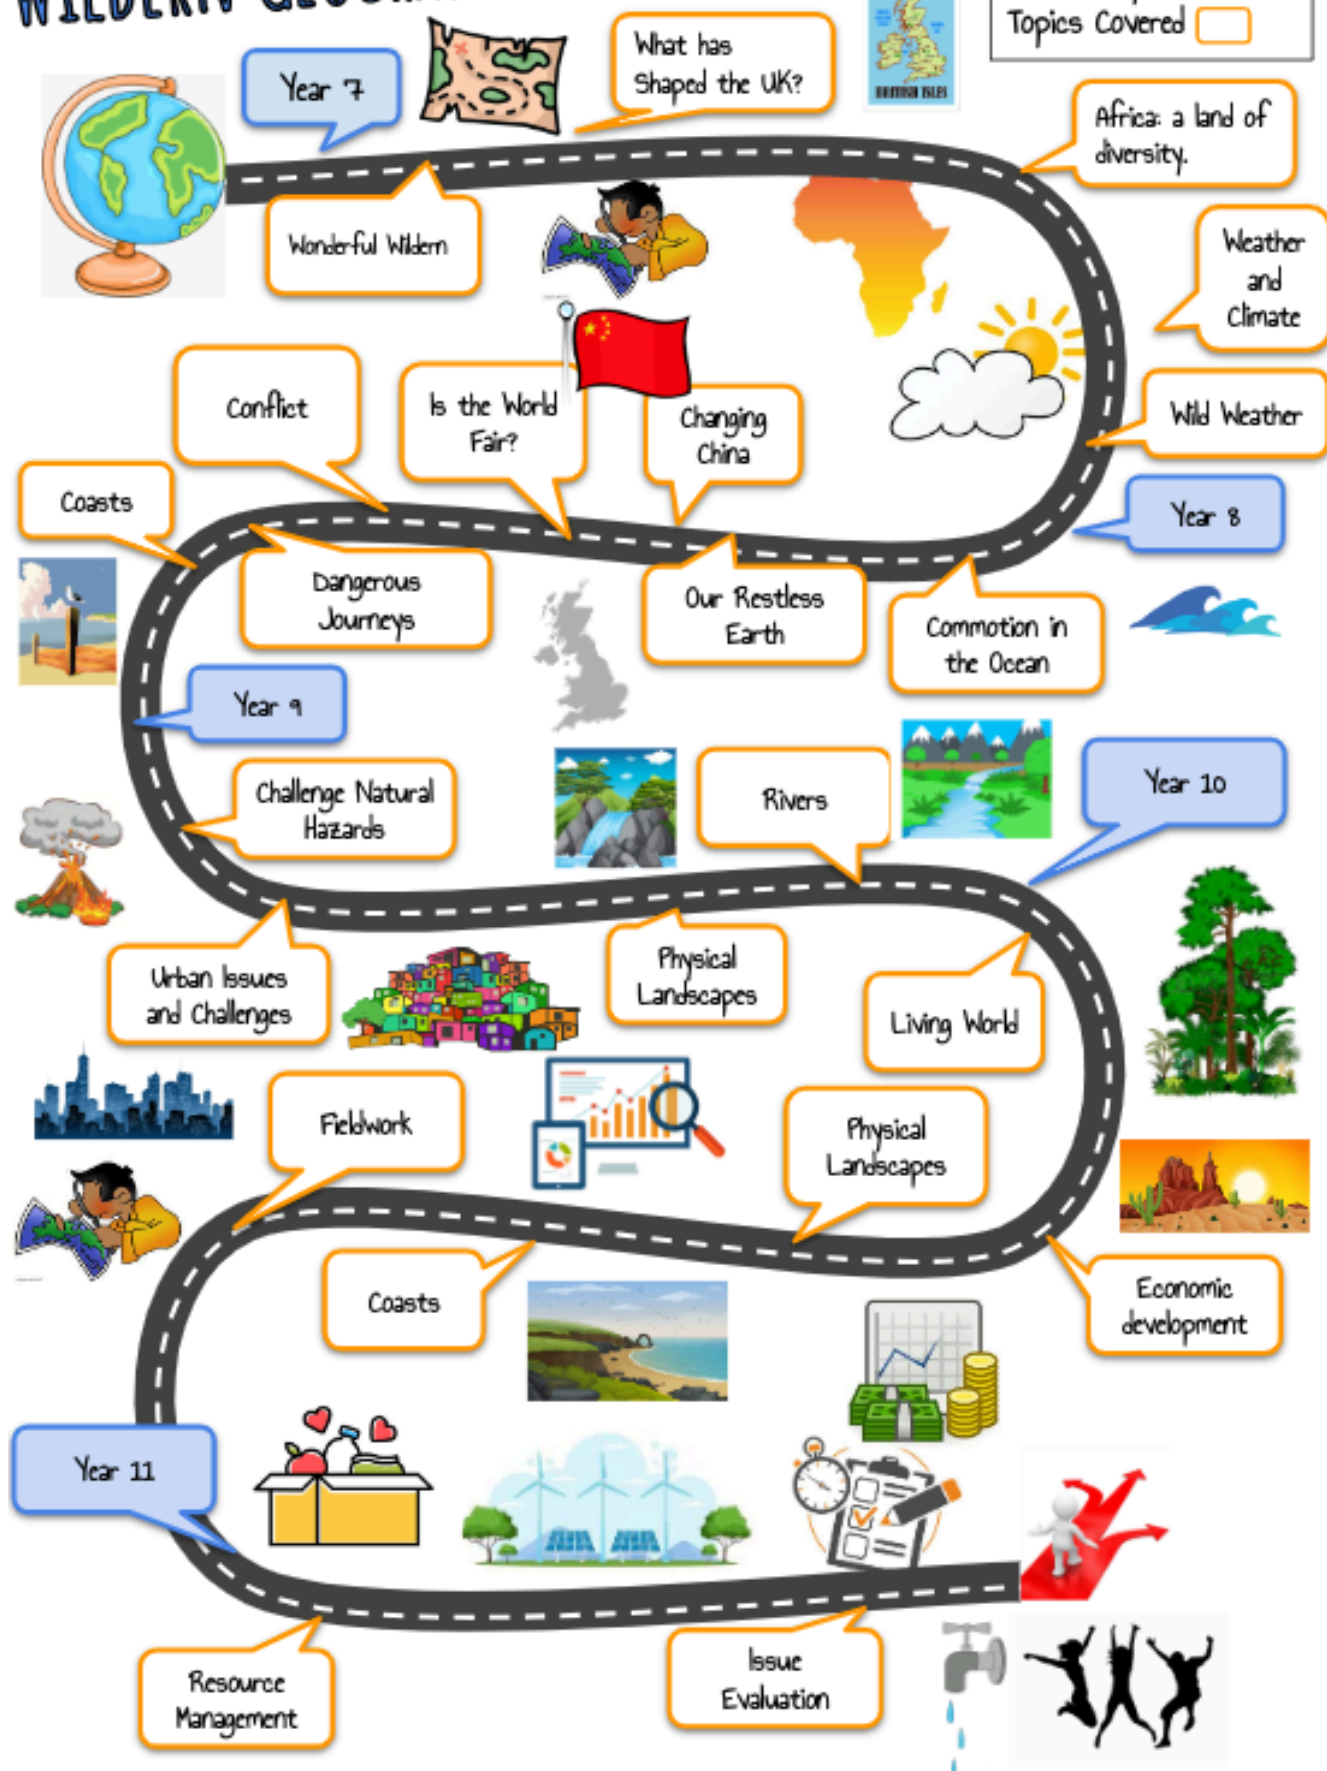 WILDERN
Topics Covered
Year 7
What has
Shaped the UK?
BRITISH ISLES
Africa: a land of
diversity.
Wonderful Wildern
Weather
and
Climate
Wild Weather
Conflict
Is the World
Fair?
Changing
China
Coasts
Year 8
Dangerous
Journeys
Our Restless
Earth
Commotion in
the Ocean
Year 9
Challenge Natural
Hazards
Rivers
Year 10
Urban Issues
and Challenges
Physical
Landscapes
Living World
Fieldwork
Physical
Landscapes
Coasts
Economic
development
Year 11
Resource
Management
Issue
Evaluation